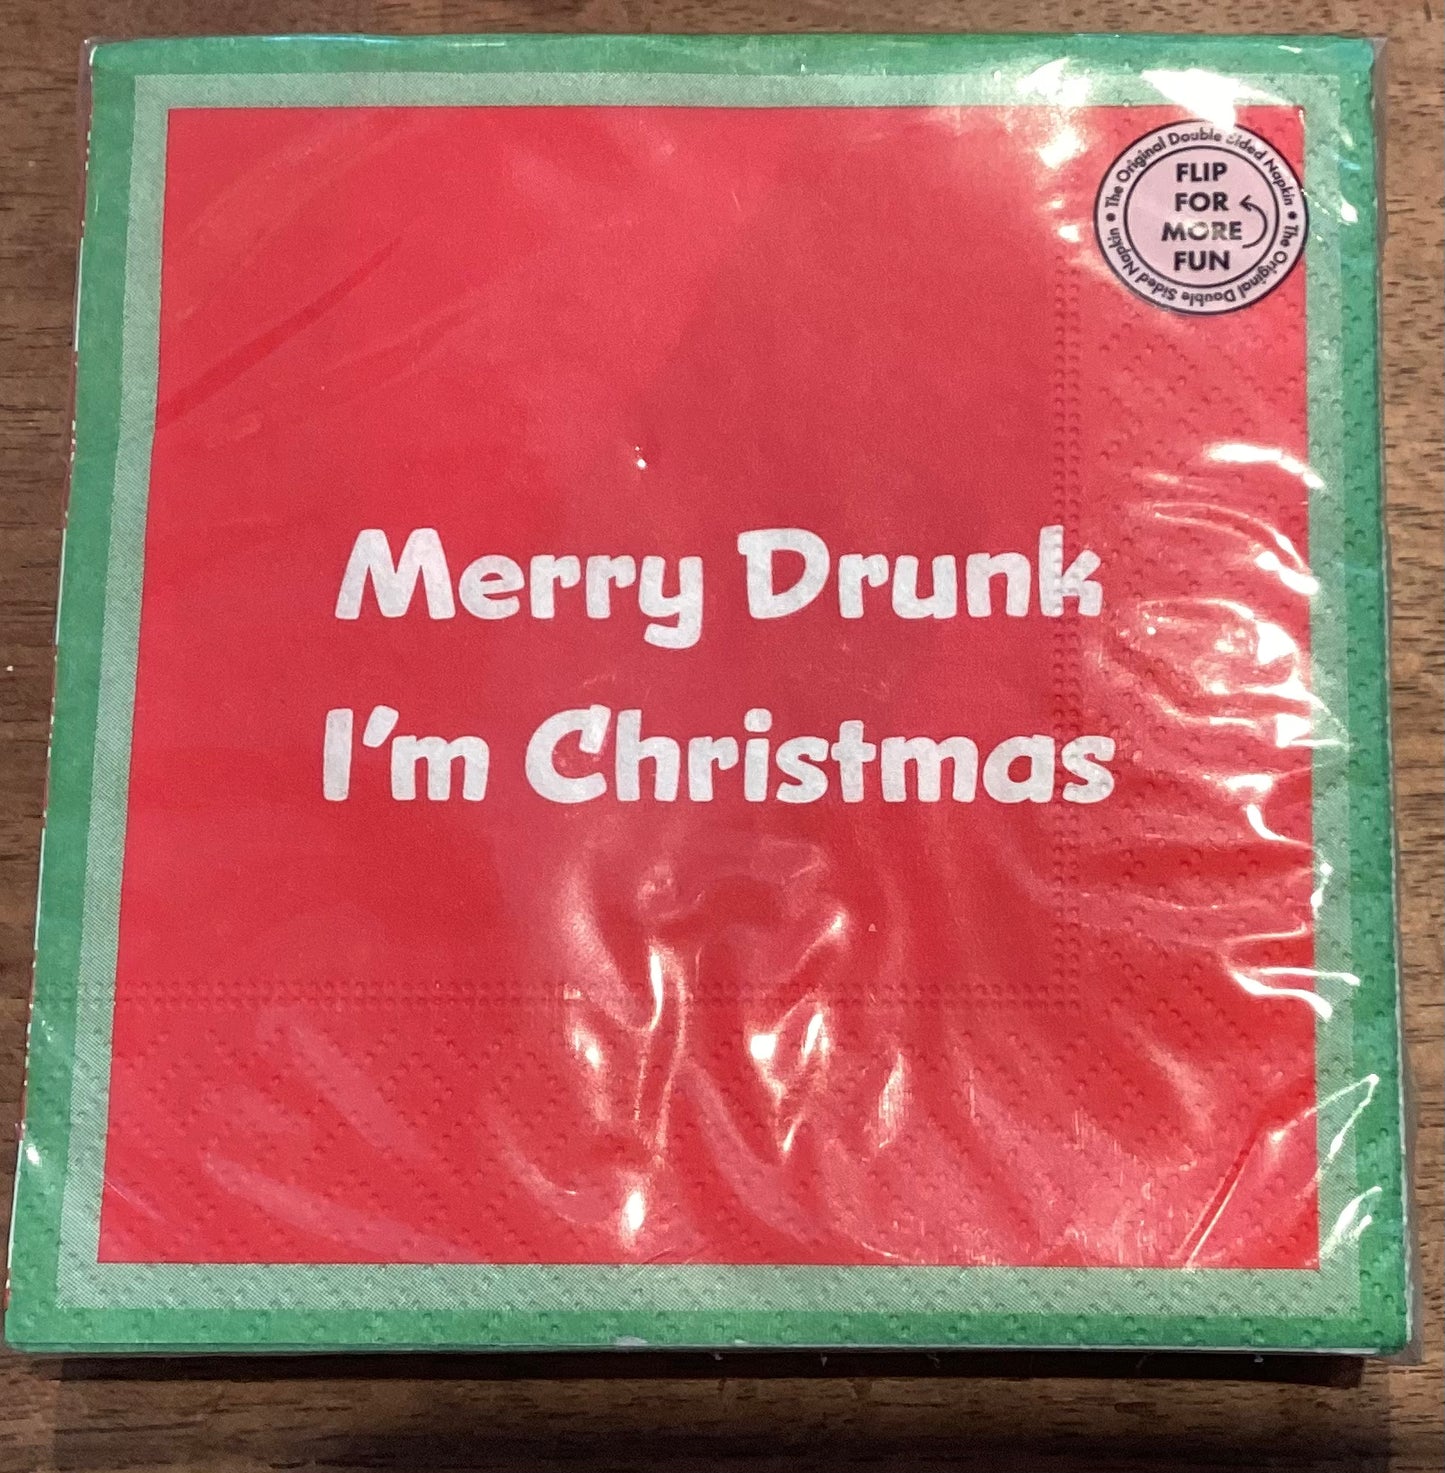 The Original Double Sided Napkin • The Original Double Sided Napkin •
FLIP
FOR
MORE
FUN
Merry Drunk
I'm Christmas